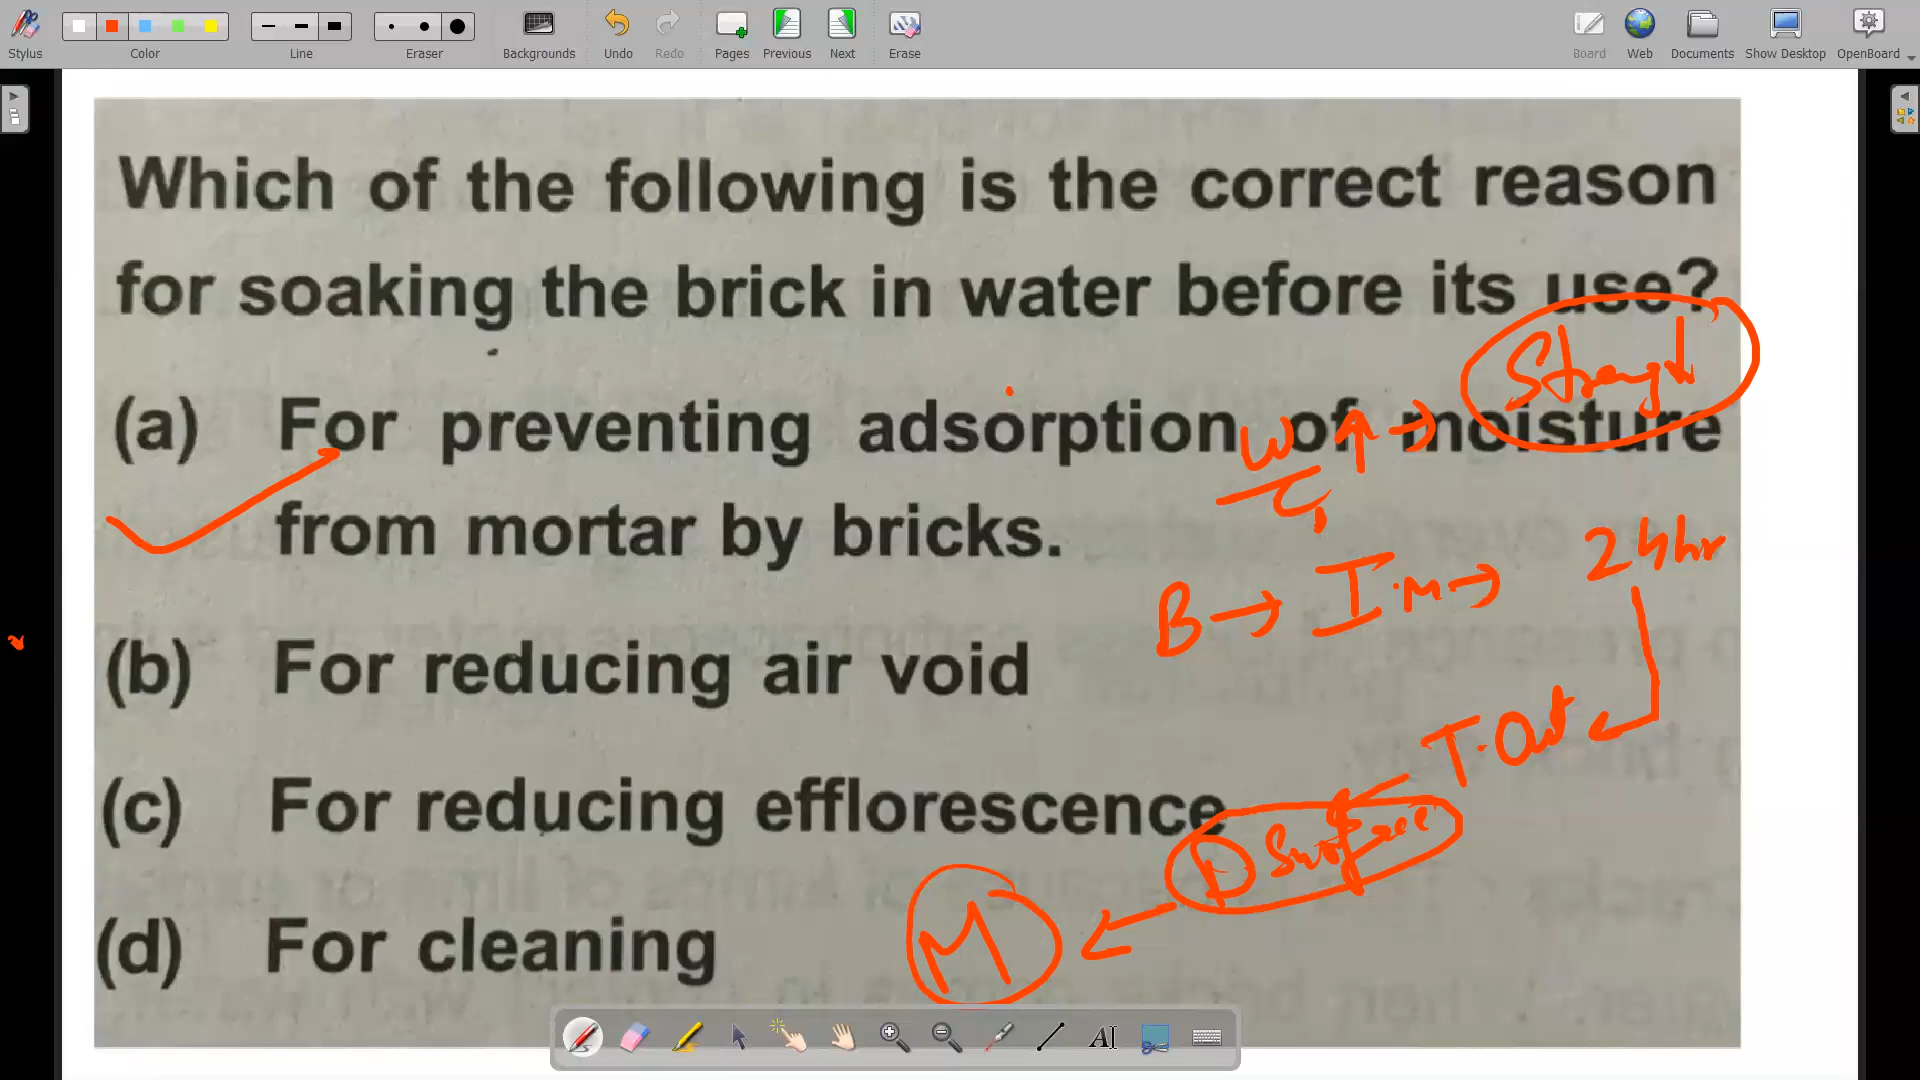 Stylus Color Line Eraser Backgrounds Undo Redo Pages Previous Next Erase Board Web Documents Show Desktop OpenBoard
Which of the following is the correct reason
for soaking the brick in water before its use?
Strength
(a) For preventing adsorption of moisture
W/C ↑ →
from mortar by bricks.
24hr
B → I.M →
(b) For reducing air void
T.Out
(c) For reducing efflorescence
D Surface
(d) For cleaning
M
AI